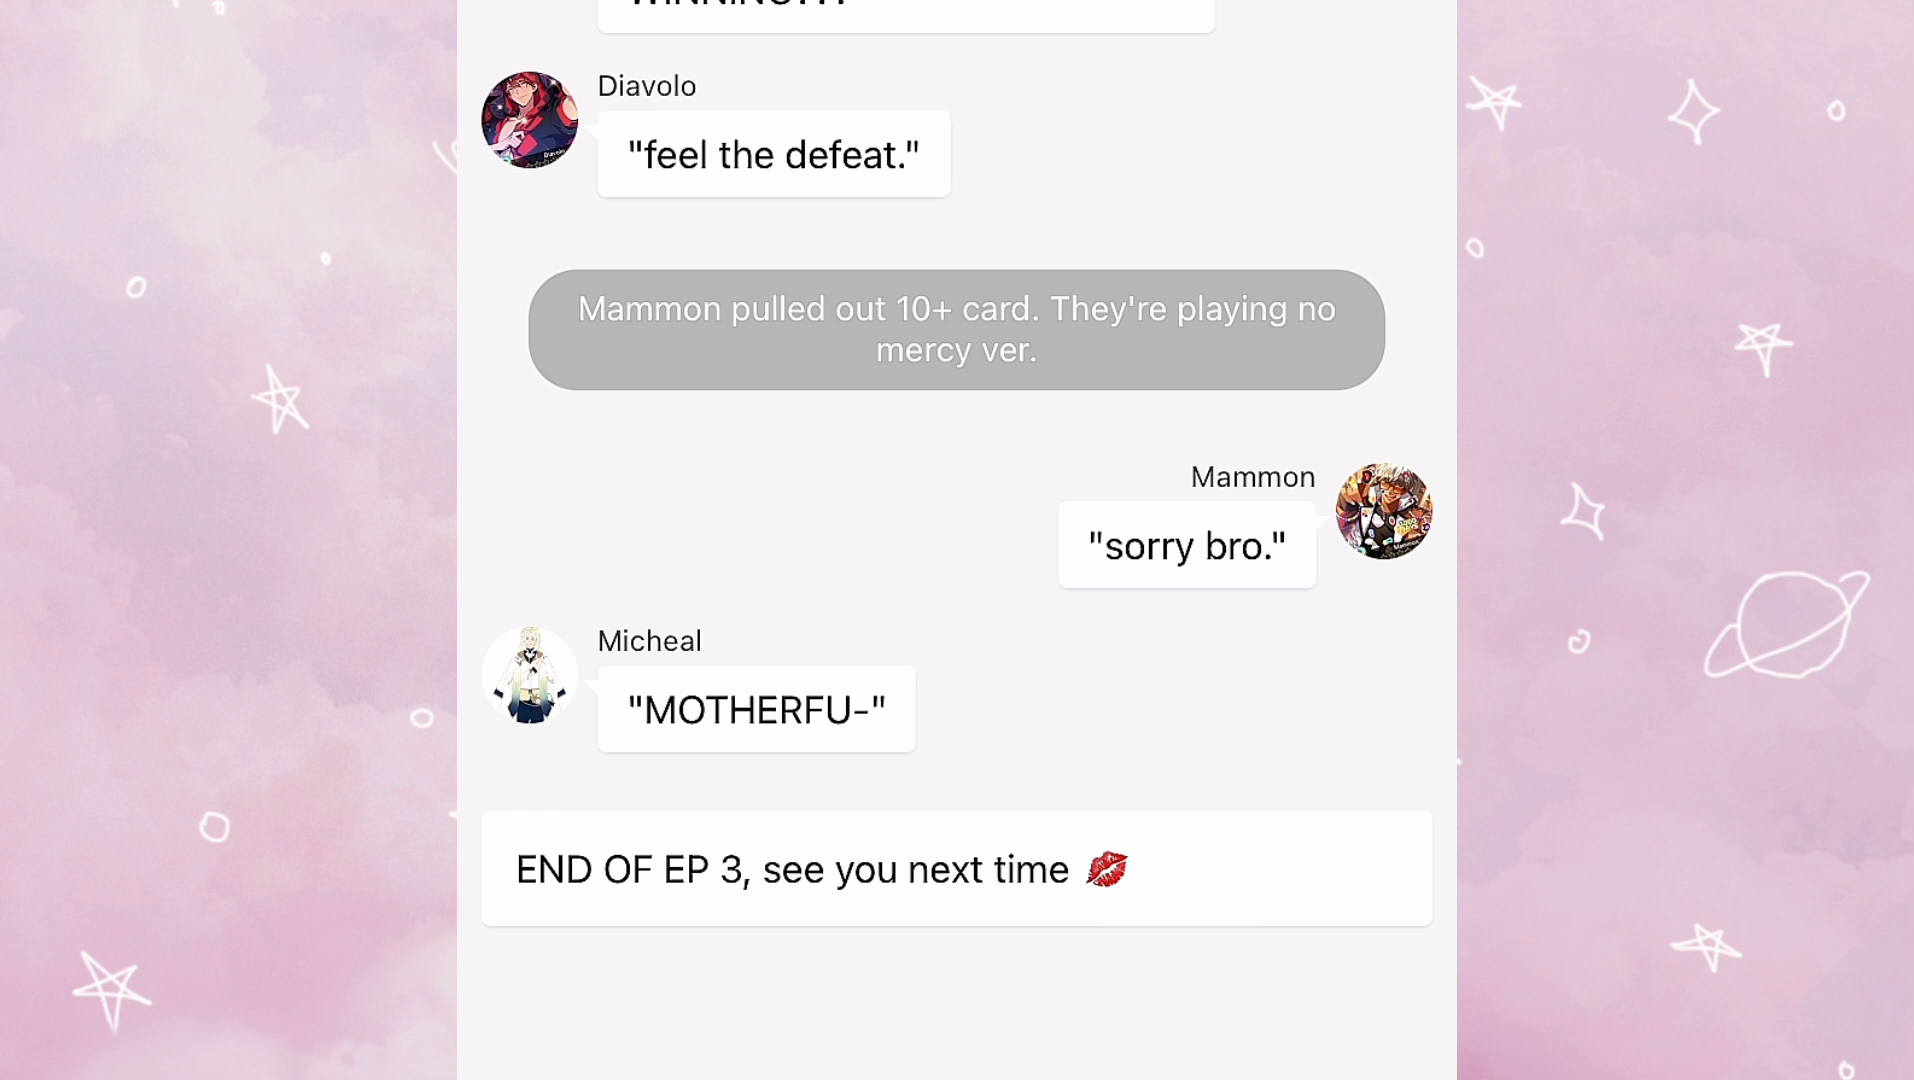 WINNING???"
Diavolo
"feel the defeat."
Mammon pulled out 10+ card. They're playing no
mercy ver.
Mammon
"sorry bro."
Micheal
"MOTHERFU-"
END OF EP 3, see you next time 💋